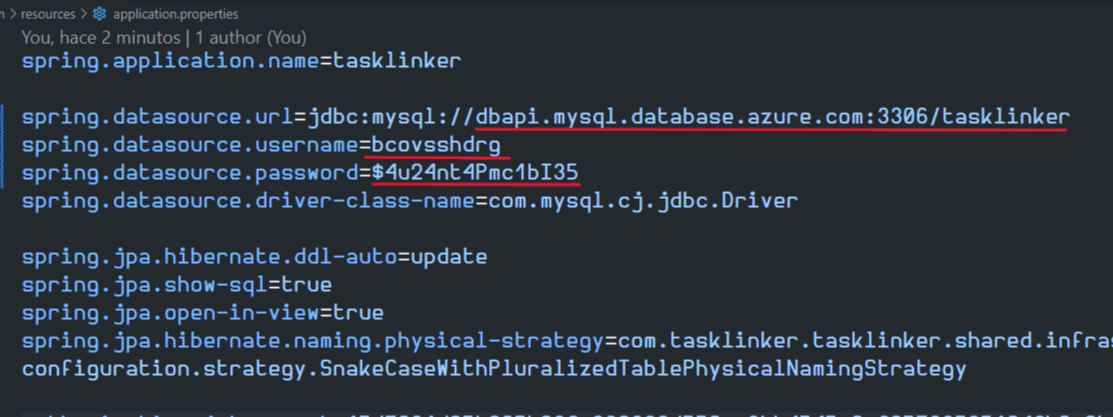 resources > application.properties
You, hace 2 minutos | 1 author (You)
spring.application.name=tasklinker
spring.datasource.url=jdbc:mysql://dbapi.mysql.database.azure.com:3306/tasklinker
spring.datasource.username=bcovsshdrg
spring.datasource.password=$4u24nt4Pmc1bI35
spring.datasource.driver-class-name=com.mysql.cj.jdbc.Driver
spring.jpa.hibernate.ddl-auto=update
spring.jpa.show-sql=true
spring.jpa.open-in-view=true
spring.jpa.hibernate.naming.physical-strategy=com.tasklinker.tasklinker.shared.infras
configuration.strategy.SnakeCaseWithPluralizedTablePhysicalNamingStrategy